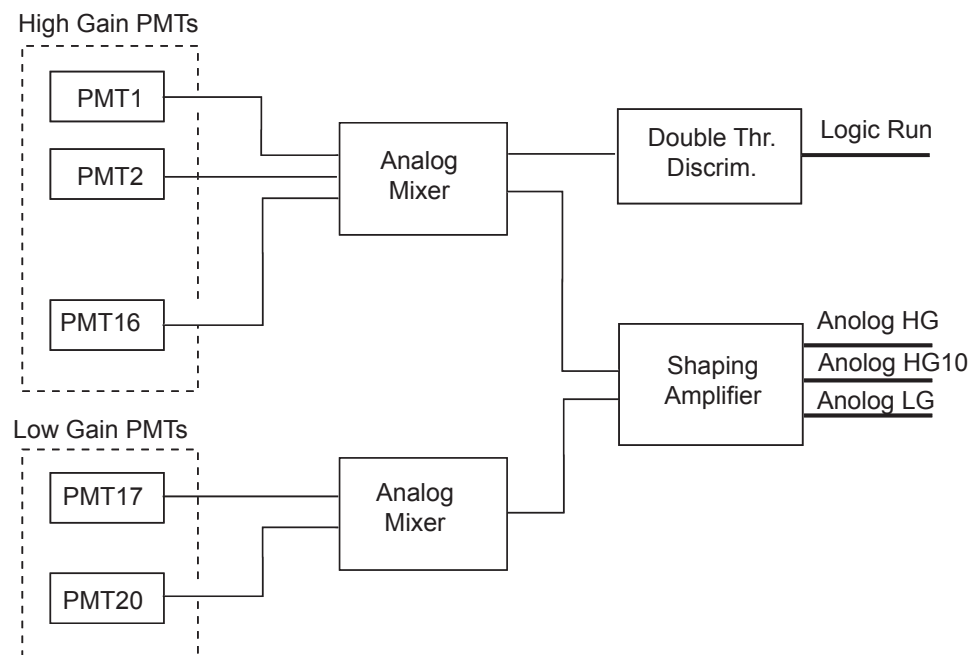 High Gain PMTs
PMT1
PMT2
PMT16
Analog
Mixer
Double Thr.
Discrim.
Logic Run
Shaping
Amplifier
Anolog HG
Anolog HG10
Anolog LG
Low Gain PMTs
PMT17
PMT20
Analog
Mixer